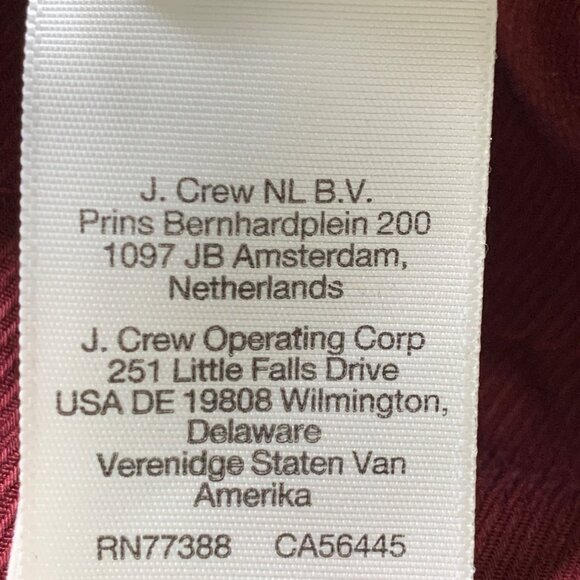 J. Crew NL B.V.
Prins Bernhardplein 200
1097 JB Amsterdam,
Netherlands
J. Crew Operating Corp
251 Little Falls Drive
USA DE 19808 Wilmington,
Delaware
Verenidge Staten Van
Amerika
RN77388 CA56445